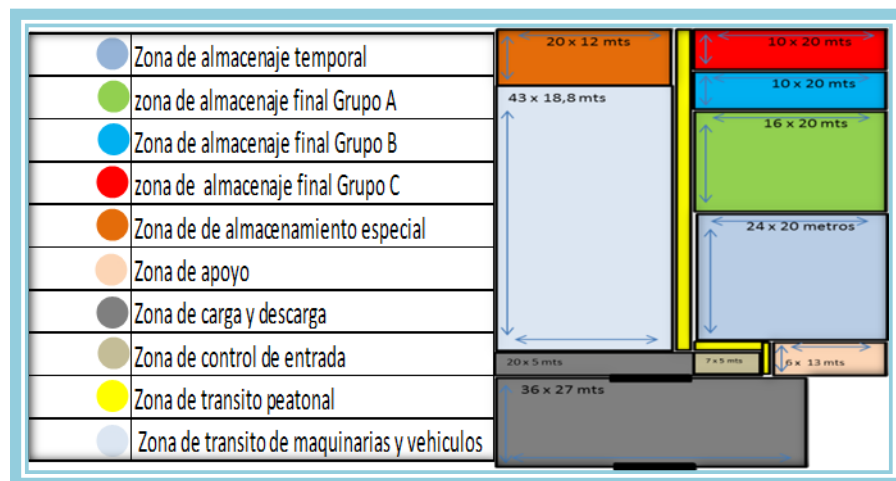 Zona de almacenaje temporal
zona de almacenaje final Grupo A
Zona de almacenaje final Grupo B
zona de almacenaje final Grupo C
Zona de de almacenamiento especial
Zona de apoyo
Zona de carga y descarga
Zona de control de entrada
Zona de transito peatonal
Zona de transito de maquinarias y vehiculos
20 x 12 mts
10 x 20 mts
10 x 20 mts
43 x 18,8 mts
16 x 20 mts
24 x 20 metros
20 x 5 mts
7 x 5 mts
6 x 13 mts
36 x 27 mts